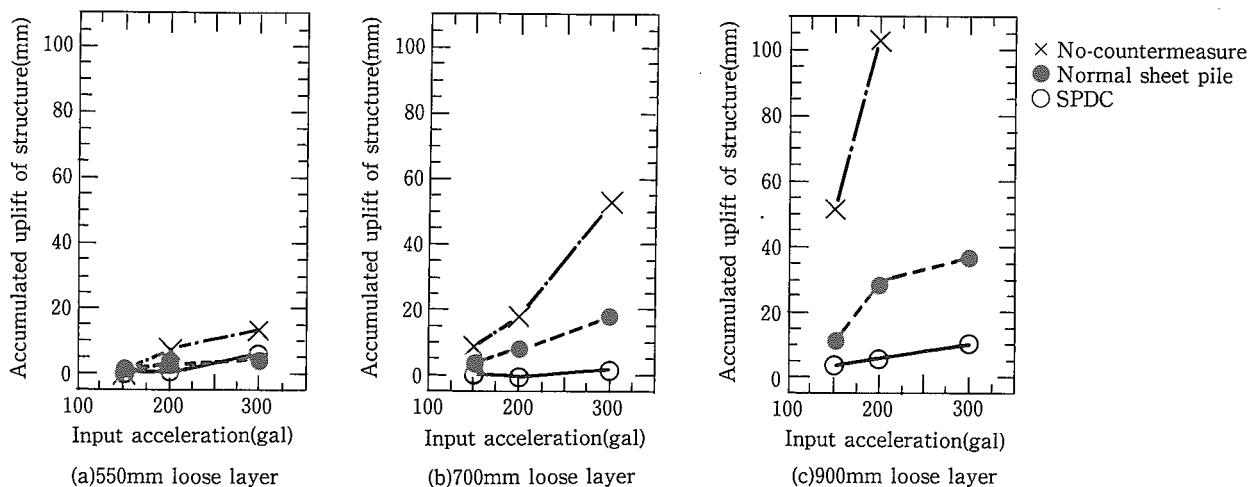 Accumulated uplift of structure(mm)
100
80
60
40
20
0
100 200 300
Input acceleration(gal)
(a)550mm loose layer
Accumulated uplift of structure(mm)
100
80
60
40
20
0
100 200 300
Input acceleration(gal)
(b)700mm loose layer
Accumulated uplift of structure(mm)
100
80
60
40
20
0
100 200 300
Input acceleration(gal)
(c)900mm loose layer
No-countermeasure
Normal sheet pile
SPDC